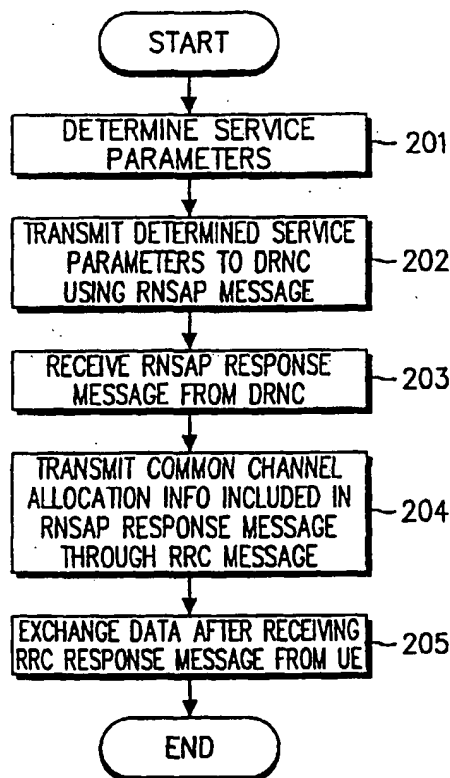 START
DETERMINE SERVICE
PARAMETERS
201
TRANSMIT DETERMINED SERVICE
PARAMETERS TO DRNC
USING RNSAP MESSAGE
202
RECEIVE RNSAP RESPONSE
MESSAGE FROM DRNC
203
TRANSMIT COMMON CHANNEL
ALLOCATION INFO INCLUDED IN
RNSAP RESPONSE MESSAGE
THROUGH RRC MESSAGE
204
EXCHANGE DATA AFTER RECEIVING
RRC RESPONSE MESSAGE FROM UE
205
END